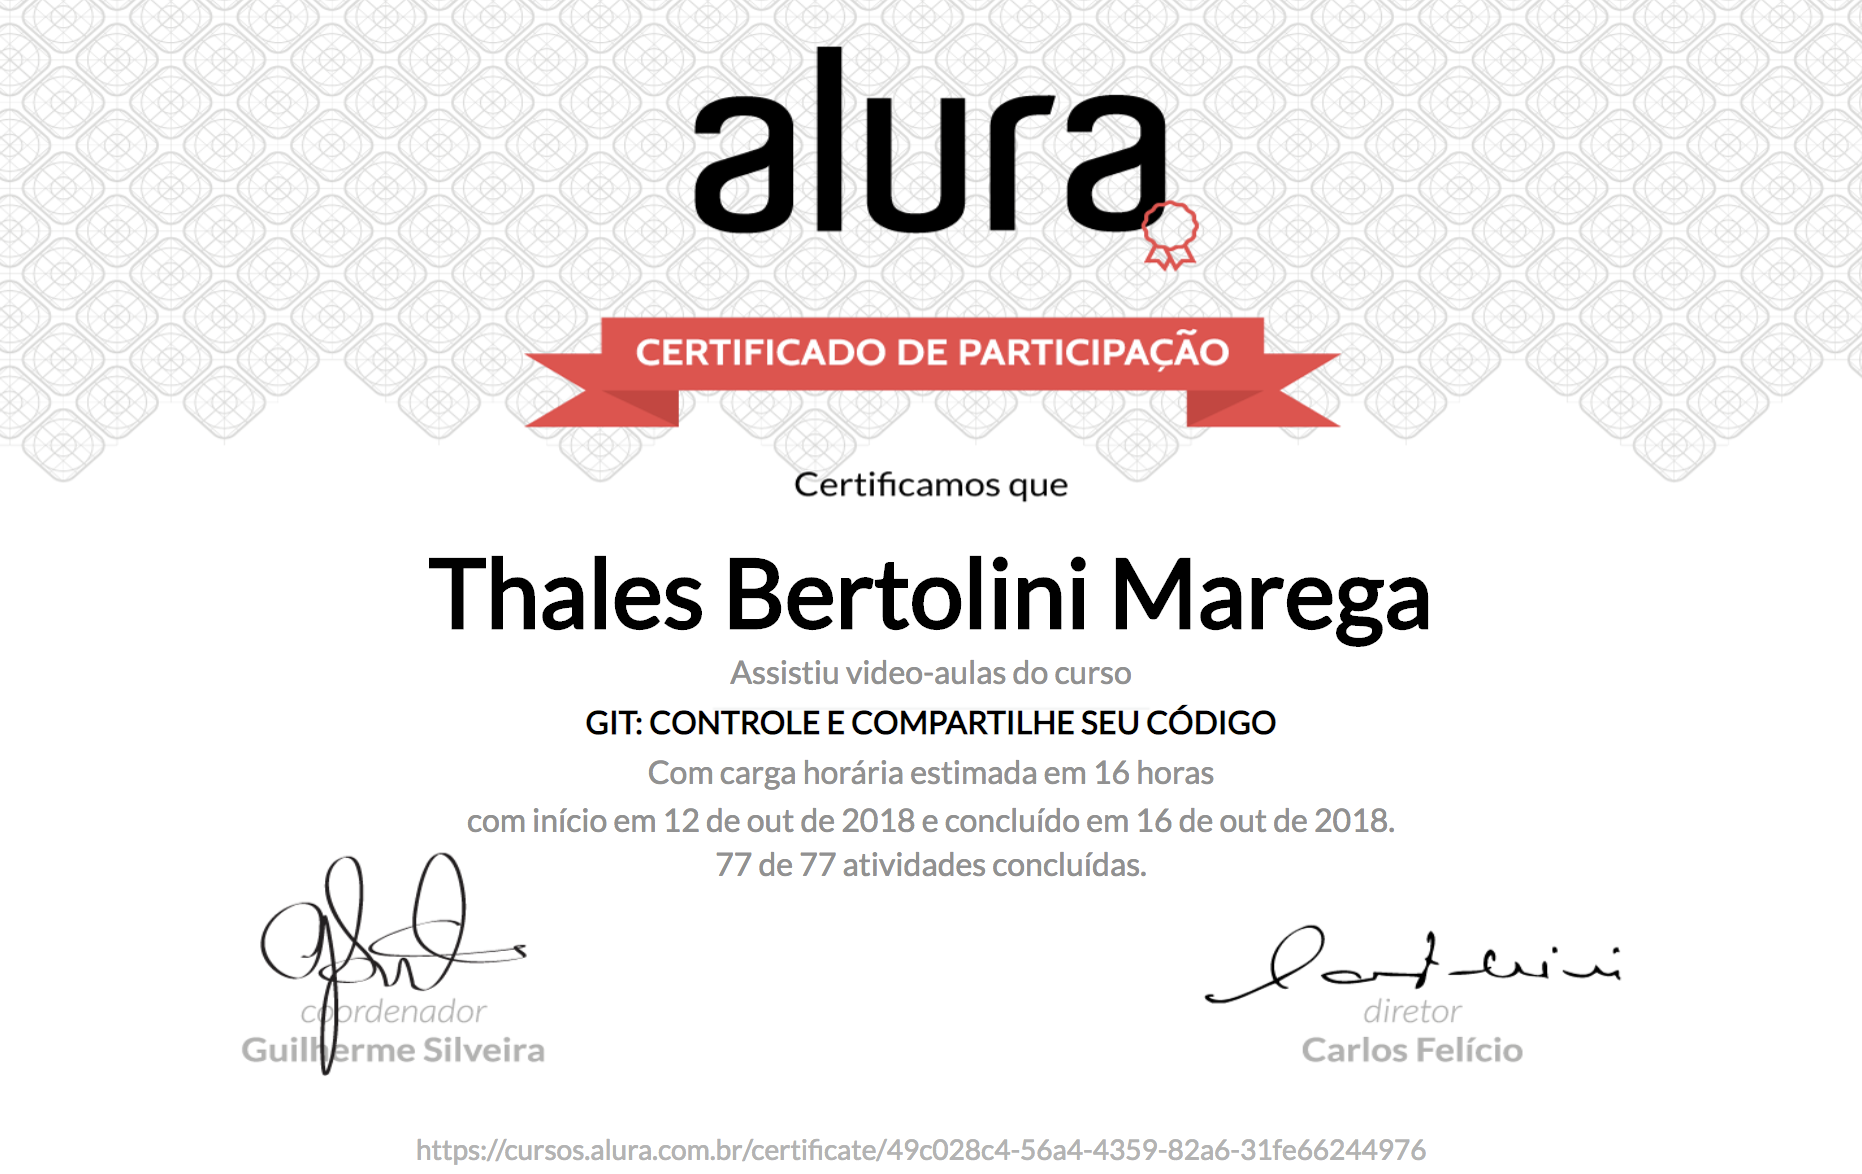 alura
CERTIFICADO DE PARTICIPAÇÃO
Certificamos que
Thales Bertolini Marega
Assistiu video-aulas do curso
GIT: CONTROLE E COMPARTILHE SEU CÓDIGO
Com carga horária estimada em 16 horas
com início em 12 de out de 2018 e concluído em 16 de out de 2018.
77 de 77 atividades concluídas.
coordenador
Guilherme Silveira
diretor
Carlos Felício
https://cursos.alura.com.br/certificate/49c028c4-56a4-4359-82a6-31fe66244976